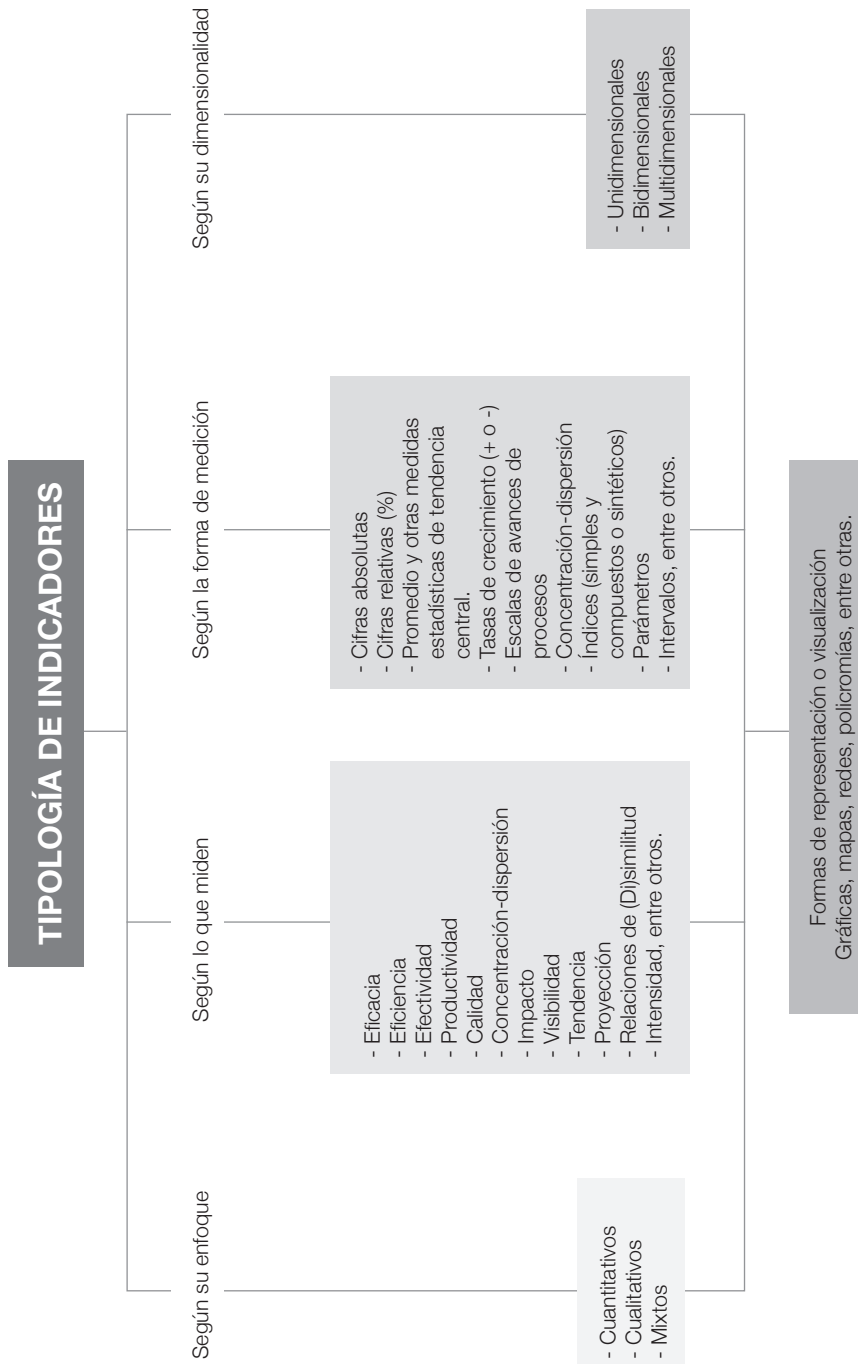 TIPOLOGÍA DE INDICADORES
Según su enfoque
- Cuantitativos
- Cualitativos
- Mixtos
Según lo que miden
- Eficacia
- Eficiencia
- Efectividad
- Productividad
- Calidad
- Concentración-dispersión
- Impacto
- Visibilidad
- Tendencia
- Proyección
- Relaciones de (Di)similitud
- Intensidad, entre otros.
Según la forma de medición
- Cifras absolutas
- Cifras relativas (%)
- Promedio y otras medidas
estadísticas de tendencia
central.
- Tasas de crecimiento (+ o -)
- Escalas de avances de
procesos
- Concentración-dispersión
- Índices (simples y
compuestos o sintéticos)
- Parámetros
- Intervalos, entre otros.
Según su dimensionalidad
- Unidimensionales
- Bidimensionales
- Multidimensionales
Formas de representación o visualización
Gráficas, mapas, redes, policromías, entre otras.